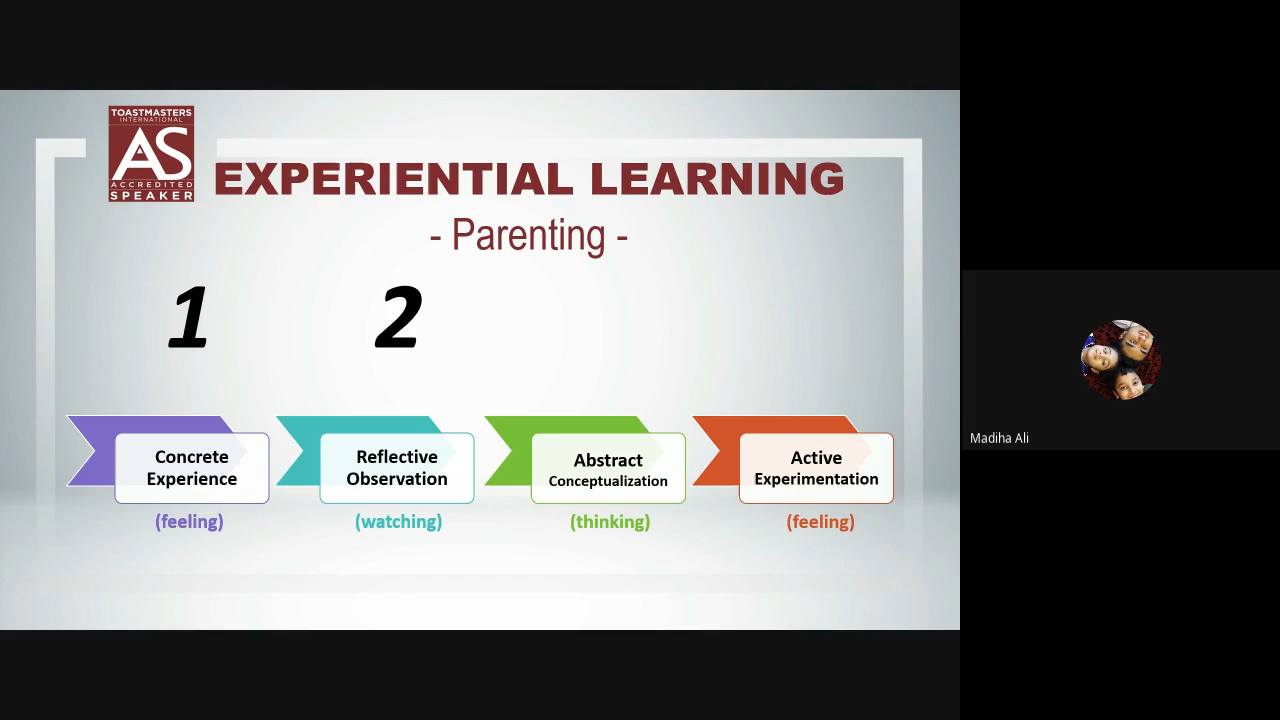 TOASTMASTERS
INTERNATIONAL
AS
ACCREDITED
SPEAKER
EXPERIENTIAL LEARNING
- Parenting -
1
2
Concrete
Experience
(feeling)
Reflective
Observation
(watching)
Abstract
Conceptualization
(thinking)
Active
Experimentation
(feeling)
Madiha Ali